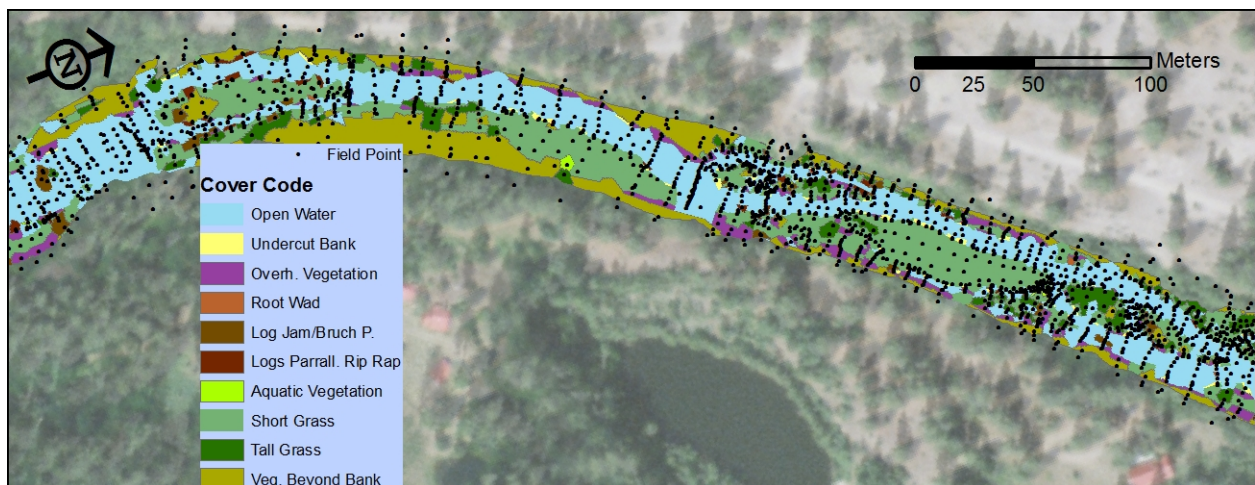 N
Meters
0 25 50 100
Field Point
Cover Code
Open Water
Undercut Bank
Overh. Vegetation
Root Wad
Log Jam/Bruch P.
Logs Parrall. Rip Rap
Aquatic Vegetation
Short Grass
Tall Grass
Veg. Beyond Bank